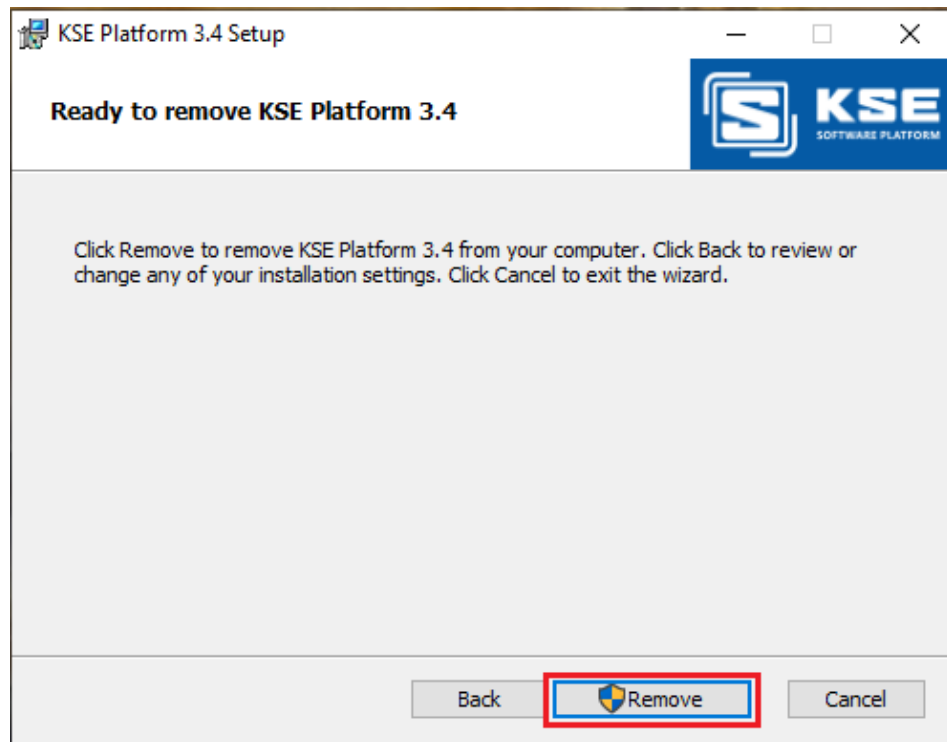 KSE Platform 3.4 Setup
Ready to remove KSE Platform 3.4
S KSE
SOFTWARE PLATFORM
Click Remove to remove KSE Platform 3.4 from your computer. Click Back to review or
change any of your installation settings. Click Cancel to exit the wizard.
Back Remove Cancel